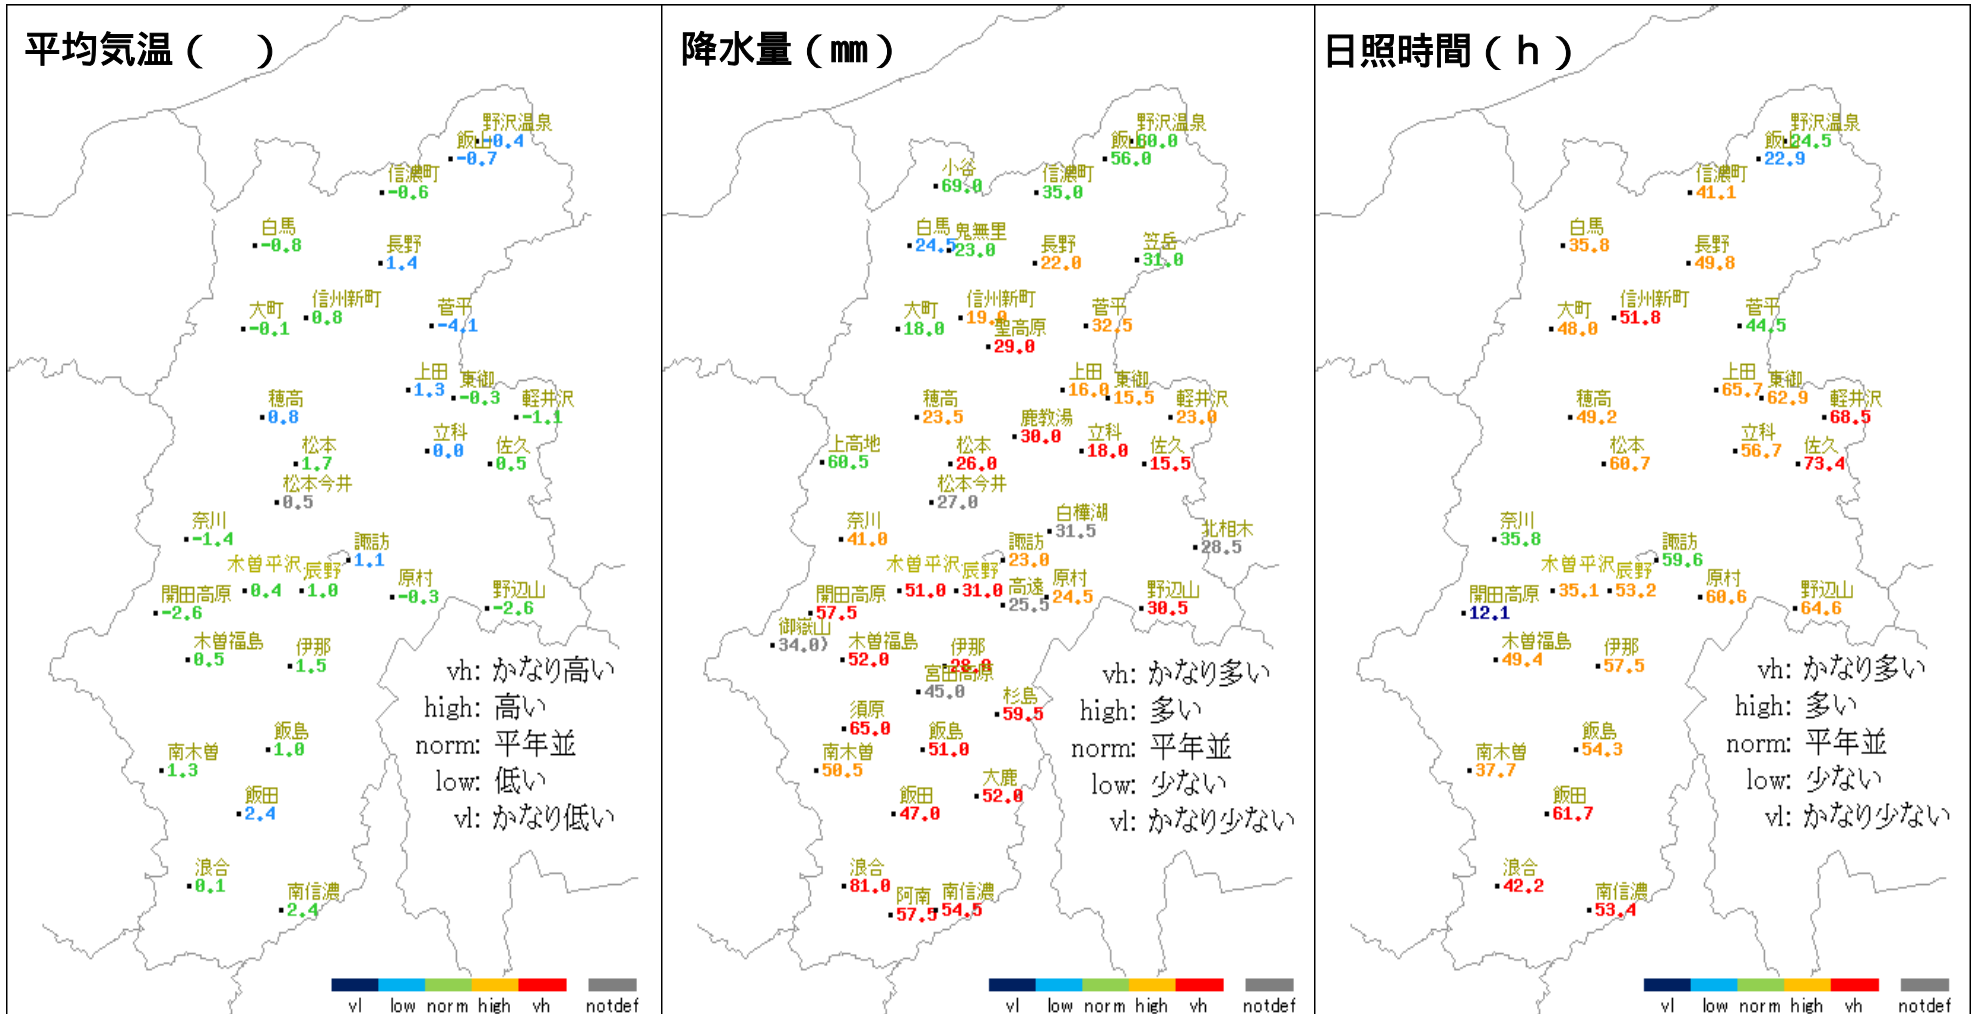 平均気温（　）
野沢温泉
-0.4
飯山
-0.7
信濃町
-0.6
白馬
-0.8
長野
1.4
大町
-0.1
信州新町
0.8
菅平
-4.1
上田
1.3
東御
-0.3
軽井沢
-1.1
穂高
0.8
立科
0.0
佐久
0.5
松本
1.7
松本今井
0.5
奈川
-1.4
諏訪
1.1
木曽平沢
0.4
辰野
1.0
開田高原
-2.6
原村
-0.3
野辺山
-2.6
木曽福島
0.5
伊那
1.5
南木曽
1.3
飯島
1.0
飯田
2.4
浪合
0.1
南信濃
2.4
vh: かなり高い
high: 高い
norm: 平年並
low: 低い
vl: かなり低い
vl low norm high vh notdef
降水量（㎜）
野沢温泉
60.0
飯山
56.0
小谷
69.0
信濃町
35.0
白馬
24.5
鬼無里
23.0
長野
22.0
笠岳
31.0
大町
18.0
信州新町
19.0
聖高原
29.0
菅平
32.5
上田
16.0
東御
15.5
軽井沢
23.0
穂高
23.5
鹿教湯
30.0
立科
18.0
佐久
15.5
上高地
60.5
松本
26.0
松本今井
27.0
奈川
41.0
白樺湖
31.5
北相木
28.5
諏訪
23.0
木曽平沢
51.0
辰野
31.0
高遠
25.5
原村
24.5
野辺山
30.5
開田高原
57.5
御嶽山
34.0)
木曽福島
52.0
伊那
28.0
宮田高原
45.0
杉島
59.5
須原
65.0
飯島
51.0
南木曽
50.5
大鹿
52.0
飯田
47.0
浪合
81.0
阿南
57.5
南信濃
54.5
vh: かなり多い
high: 多い
norm: 平年並
low: 少ない
vl: かなり少ない
vl low norm high vh notdef
日照時間（ｈ）
野沢温泉
24.5
飯山
22.9
信濃町
41.1
白馬
35.8
長野
49.8
大町
48.0
信州新町
51.8
菅平
44.5
上田
65.7
東御
62.9
軽井沢
68.5
穂高
49.2
松本
60.7
立科
56.7
佐久
73.4
奈川
35.8
諏訪
59.6
木曽平沢
35.1
辰野
53.2
原村
60.6
野辺山
64.6
開田高原
12.1
木曽福島
49.4
伊那
57.5
南木曽
37.7
飯島
54.3
飯田
61.7
浪合
42.2
南信濃
53.4
vh: かなり多い
high: 多い
norm: 平年並
low: 少ない
vl: かなり少ない
vl low norm high vh notdef